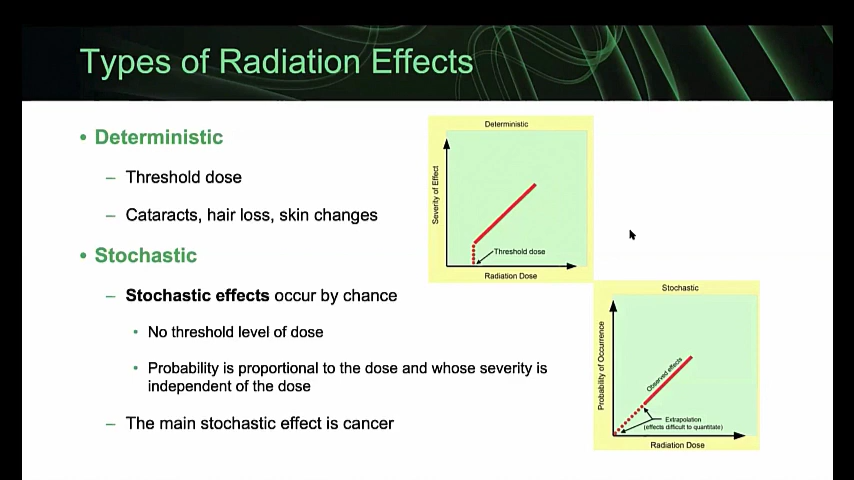 Types of Radiation Effects
• Deterministic
– Threshold dose
– Cataracts, hair loss, skin changes
• Stochastic
– Stochastic effects occur by chance
• No threshold level of dose
• Probability is proportional to the dose and whose severity is
independent of the dose
– The main stochastic effect is cancer
Deterministic
Severity of Effect
Threshold dose
Radiation Dose
Stochastic
Probability of Occurrence
Observed effects
Extrapolation
(effects difficult to quantitate)
Radiation Dose